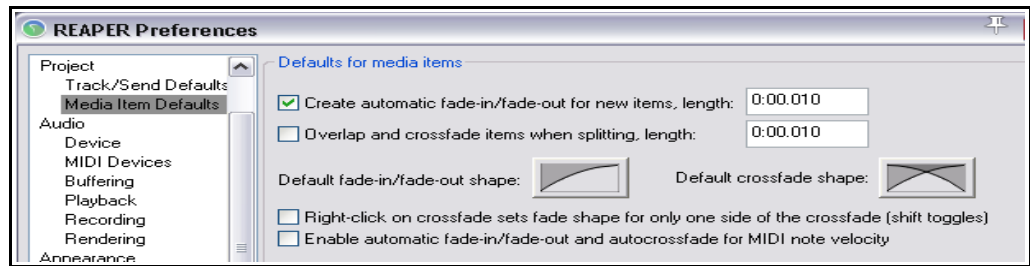 REAPER Preferences
Project
Track/Send Defaults
Media Item Defaults
Audio
Device
MIDI Devices
Buffering
Playback
Recording
Rendering
Appearance
Defaults for media items
Create automatic fade-in/fade-out for new items, length: 0:00.010
Overlap and crossfade items when splitting, length: 0:00.010
Default fade-in/fade-out shape: Default crossfade shape:
Right-click on crossfade sets fade shape for only one side of the crossfade (shift toggles)
Enable automatic fade-in/fade-out and autocrossfade for MIDI note velocity